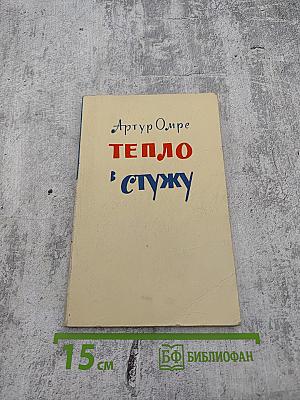 Артур Омре
ТЕПЛО
в СТУЖУ
15 см
БФ БИБЛИОФАН